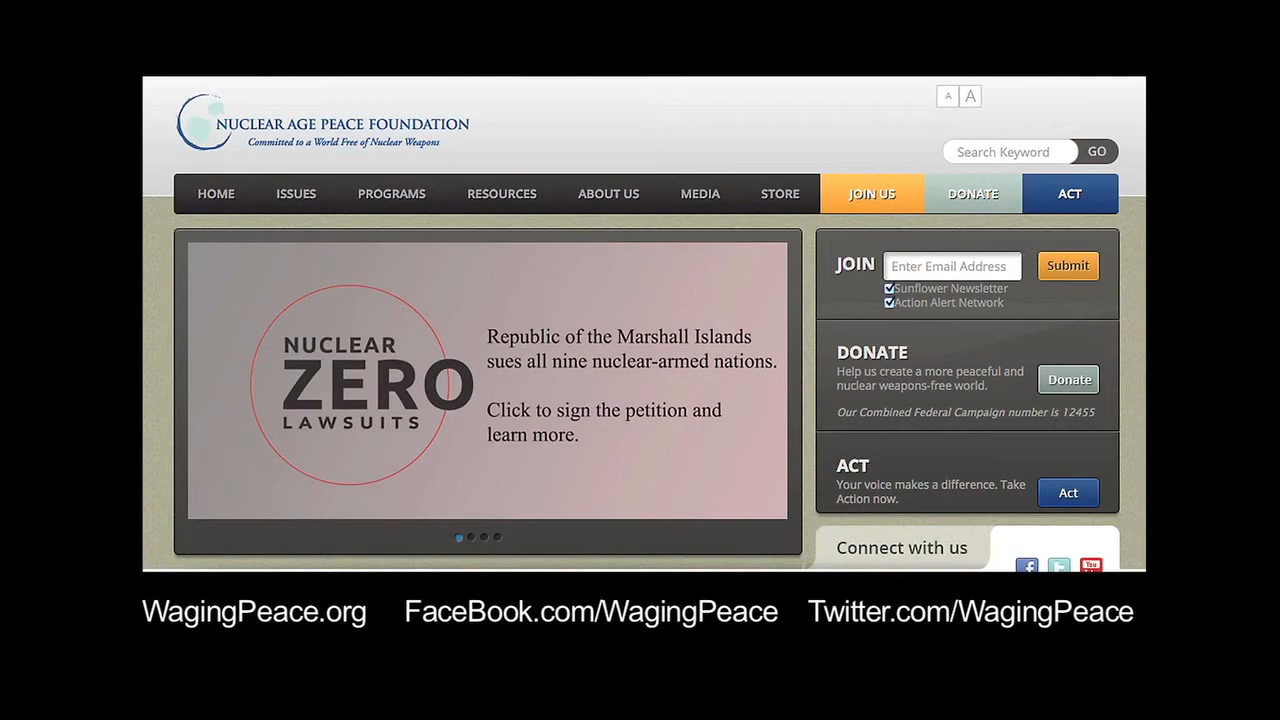 A A
NUCLEAR AGE PEACE FOUNDATION
Committed to a World Free of Nuclear Weapons
Search Keyword GO
HOME ISSUES PROGRAMS RESOURCES ABOUT US MEDIA STORE JOIN US DONATE ACT
NUCLEAR
ZERO
LAWSUITS
Republic of the Marshall Islands
sues all nine nuclear-armed nations.
Click to sign the petition and
learn more.
JOIN Enter Email Address Submit
Sunflower Newsletter
Action Alert Network
DONATE
Help us create a more peaceful and
nuclear weapons-free world.
Donate
Our Combined Federal Campaign number is 12455
ACT
Your voice makes a difference. Take
Action now.
Act
Connect with us
f t You
WagingPeace.org FaceBook.com/WagingPeace Twitter.com/WagingPeace